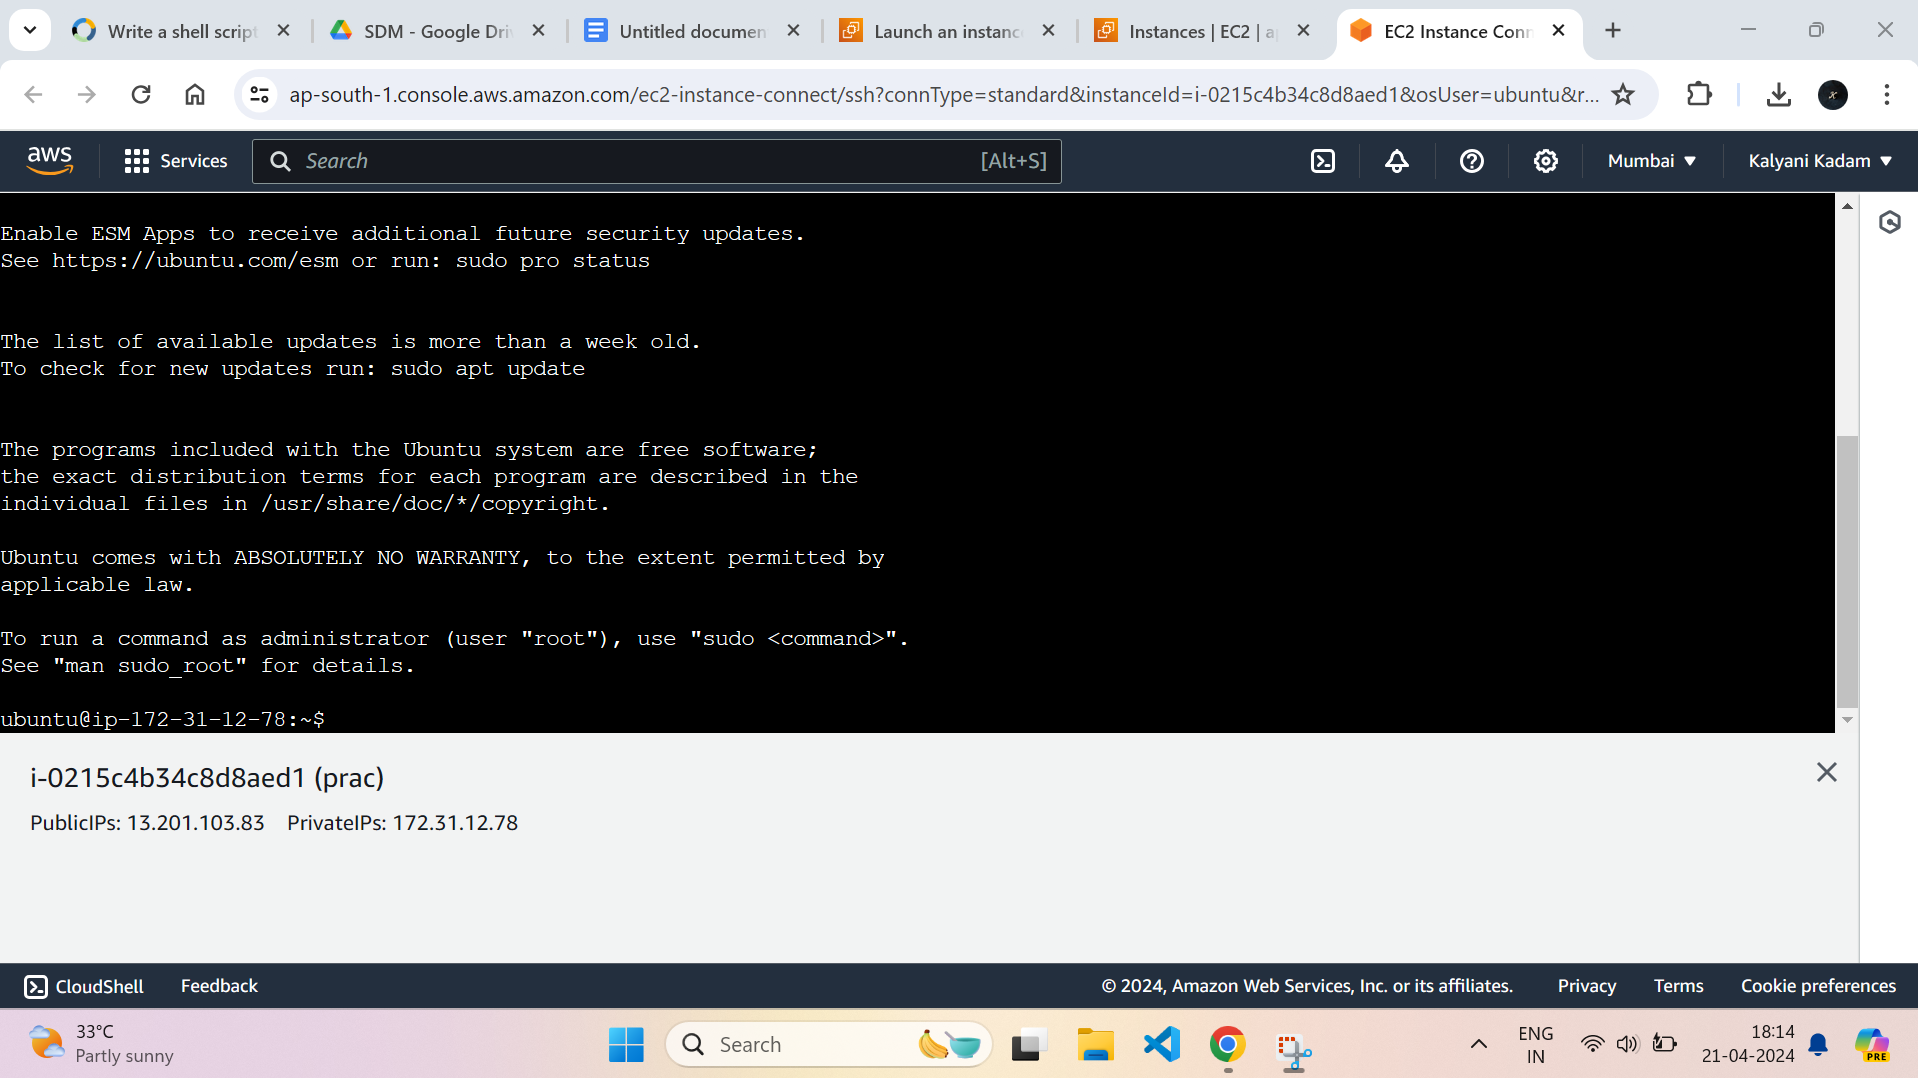 Write a shell script
SDM - Google Dri
Untitled documen
Launch an instanc
Instances | EC2 | a
EC2 Instance Conn
ap-south-1.console.aws.amazon.com/ec2-instance-connect/ssh?connType=standard&instanceId=i-0215c4b34c8d8aed1&osUser=ubuntu&r...
aws
Services
Search
[Alt+S]
Mumbai
Kalyani Kadam
Enable ESM Apps to receive additional future security updates.
See https://ubuntu.com/esm or run: sudo pro status
The list of available updates is more than a week old.
To check for new updates run: sudo apt update
The programs included with the Ubuntu system are free software;
the exact distribution terms for each program are described in the
individual files in /usr/share/doc/*/copyright.
Ubuntu comes with ABSOLUTELY NO WARRANTY, to the extent permitted by
applicable law.
To run a command as administrator (user "root"), use "sudo <command>".
See "man sudo_root" for details.
ubuntu@ip-172-31-12-78:~$
i-0215c4b34c8d8aed1 (prac)
PublicIPs: 13.201.103.83 PrivateIPs: 172.31.12.78
CloudShell
Feedback
© 2024, Amazon Web Services, Inc. or its affiliates.
Privacy
Terms
Cookie preferences
33°C
Partly sunny
Search
ENG
IN
18:14
21-04-2024
PRE